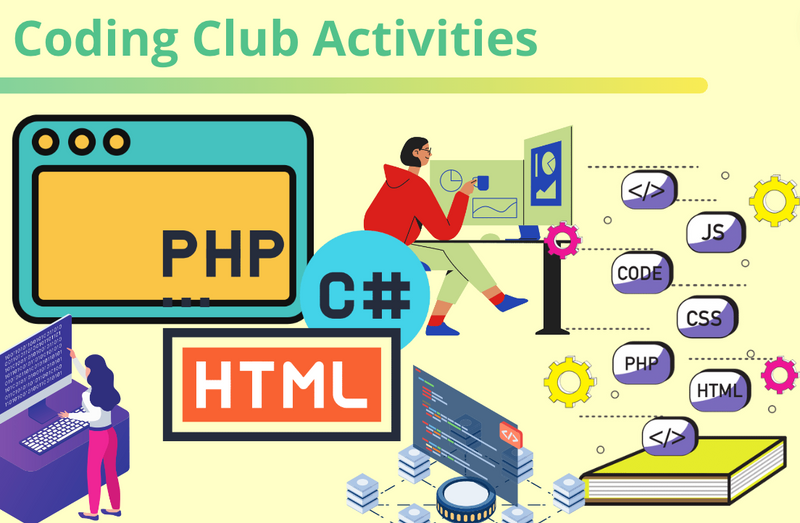 Coding Club Activities
PHP
C#
HTML
</>
JS
CODE
CSS
PHP
HTML
</>
</>